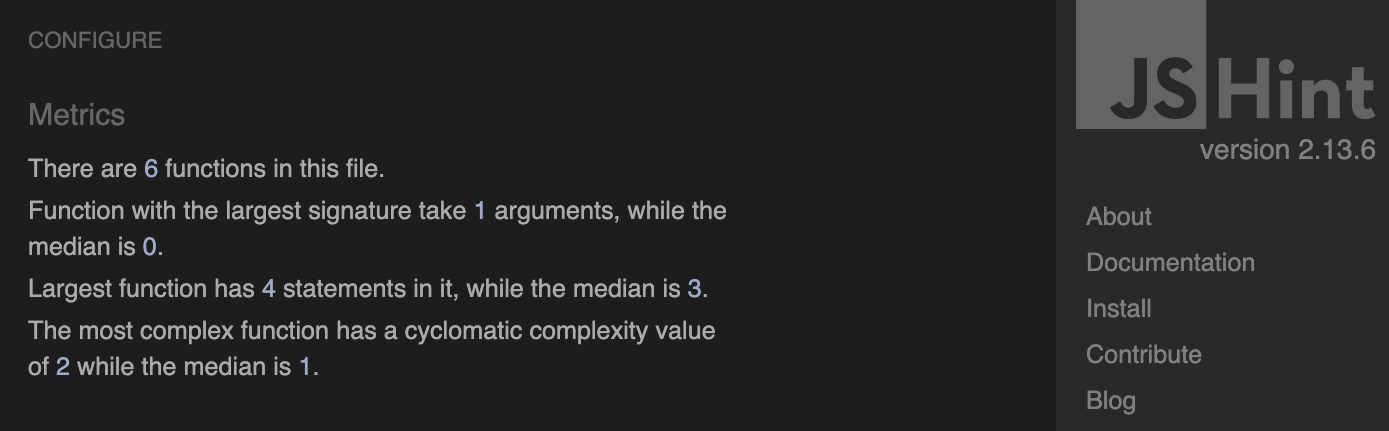 CONFIGURE
Metrics
There are 6 functions in this file.
Function with the largest signature take 1 arguments, while the
median is 0.
Largest function has 4 statements in it, while the median is 3.
The most complex function has a cyclomatic complexity value
of 2 while the median is 1.
JSHint
version 2.13.6
About
Documentation
Install
Contribute
Blog